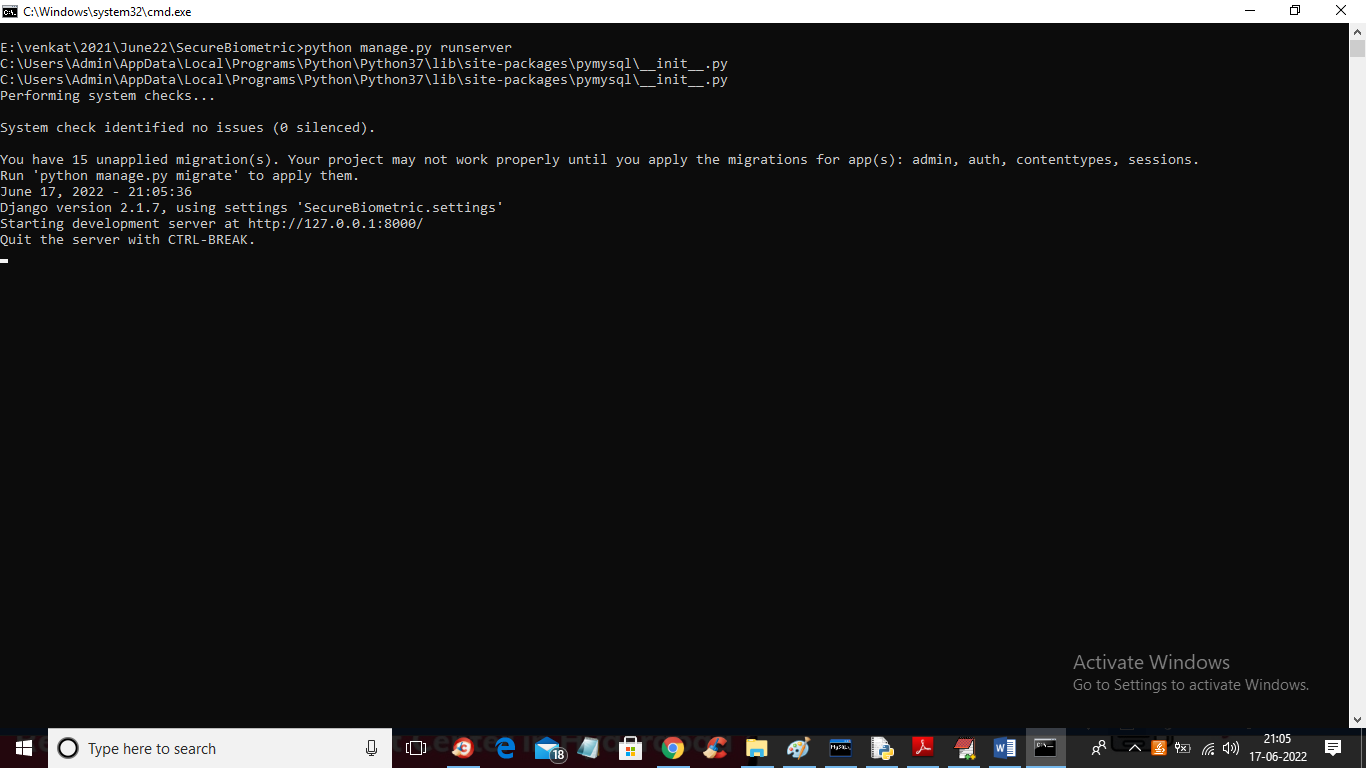 C:\Windows\system32\cmd.exe
E:\venkat\2021\June22\SecureBiometric>python manage.py runserver
C:\Users\Admin\AppData\Local\Programs\Python\Python37\lib\site-packages\pymysql\__init__.py
C:\Users\Admin\AppData\Local\Programs\Python\Python37\lib\site-packages\pymysql\__init__.py
Performing system checks...
System check identified no issues (0 silenced).
You have 15 unapplied migration(s). Your project may not work properly until you apply the migrations for app(s): admin, auth, contenttypes, sessions.
Run 'python manage.py migrate' to apply them.
June 17, 2022 - 21:05:36
Django version 2.1.7, using settings 'SecureBiometric.settings'
Starting development server at http://127.0.0.1:8000/
Quit the server with CTRL-BREAK.
Activate Windows
Go to Settings to activate Windows.
Type here to search
18
MySQL
21:05
17-06-2022